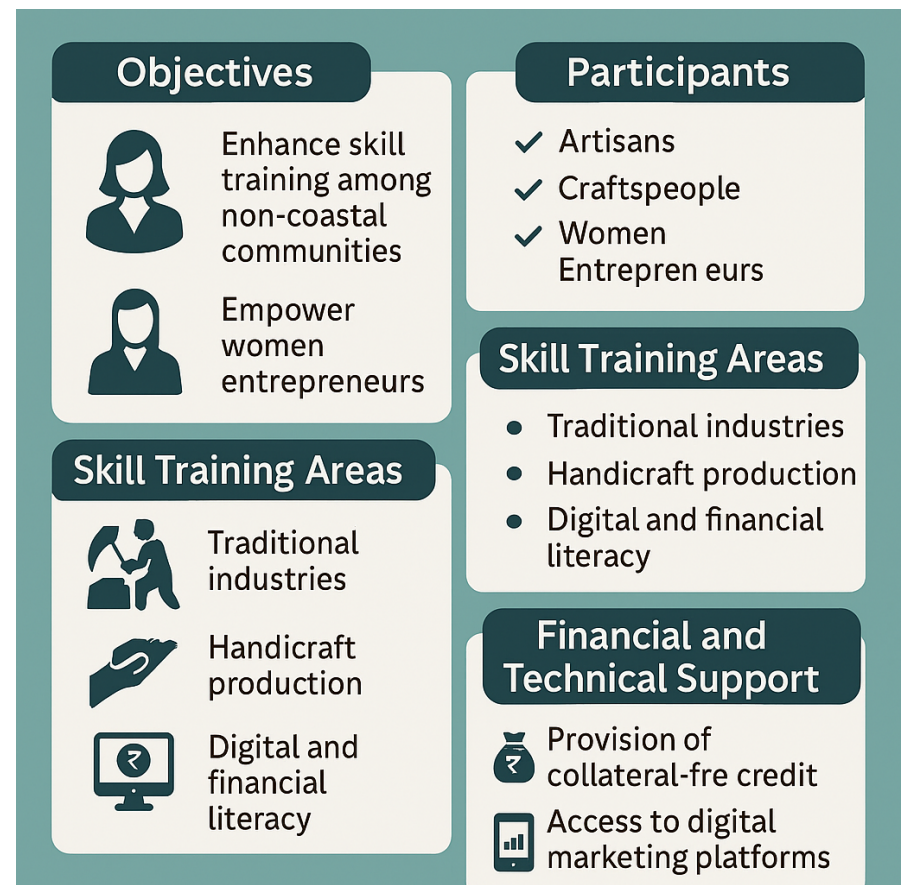 Objectives
Enhance skill
training among
non-coastal
communities
Empower
women
entrepreneurs
Skill Training Areas
Traditional
industries
Handicraft
production
₹
Digital and
financial
literacy
Participants
Artisans
Craftspeople
Women
Entrepren eurs
Skill Training Areas
Traditional industries
Handicraft production
Digital and financial
literacy
Financial and
Technical Support
₹
Provision of
collateral-fre credit
Access to digital
marketing platforms